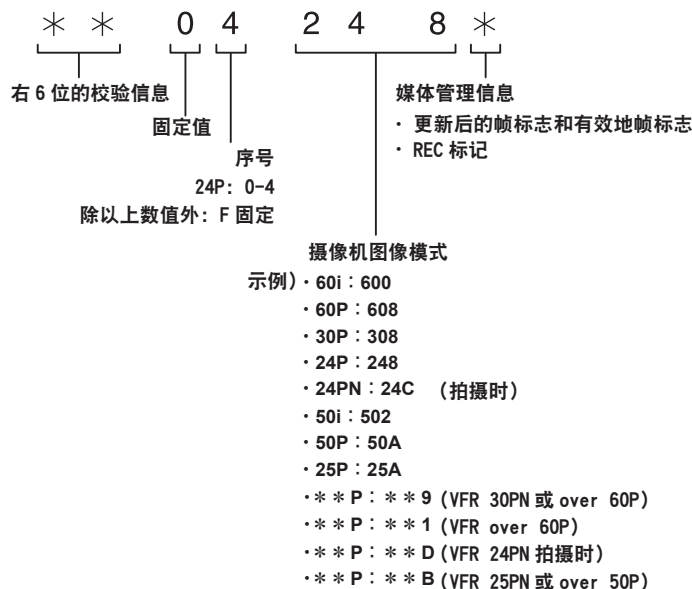 ＊ ＊ 0 4 2 4 8 ＊
右 6 位的校验信息
固定值
序号
24P: 0-4
除以上数值外: F 固定
媒体管理信息
· 更新后的帧标志和有效地帧标志
· REC 标记
摄像机图像模式
示例)· 60i：600
· 60P：608
· 30P：308
· 24P：248
· 24PN：24C （拍摄时）
· 50i：502
· 50P：50A
· 25P：25A
·＊＊P：＊＊9 (VFR 30PN 或 over 60P)
·＊＊P：＊＊1 (VFR over 60P)
·＊＊P：＊＊D (VFR 24PN 拍摄时)
·＊＊P：＊＊B (VFR 25PN 或 over 50P)